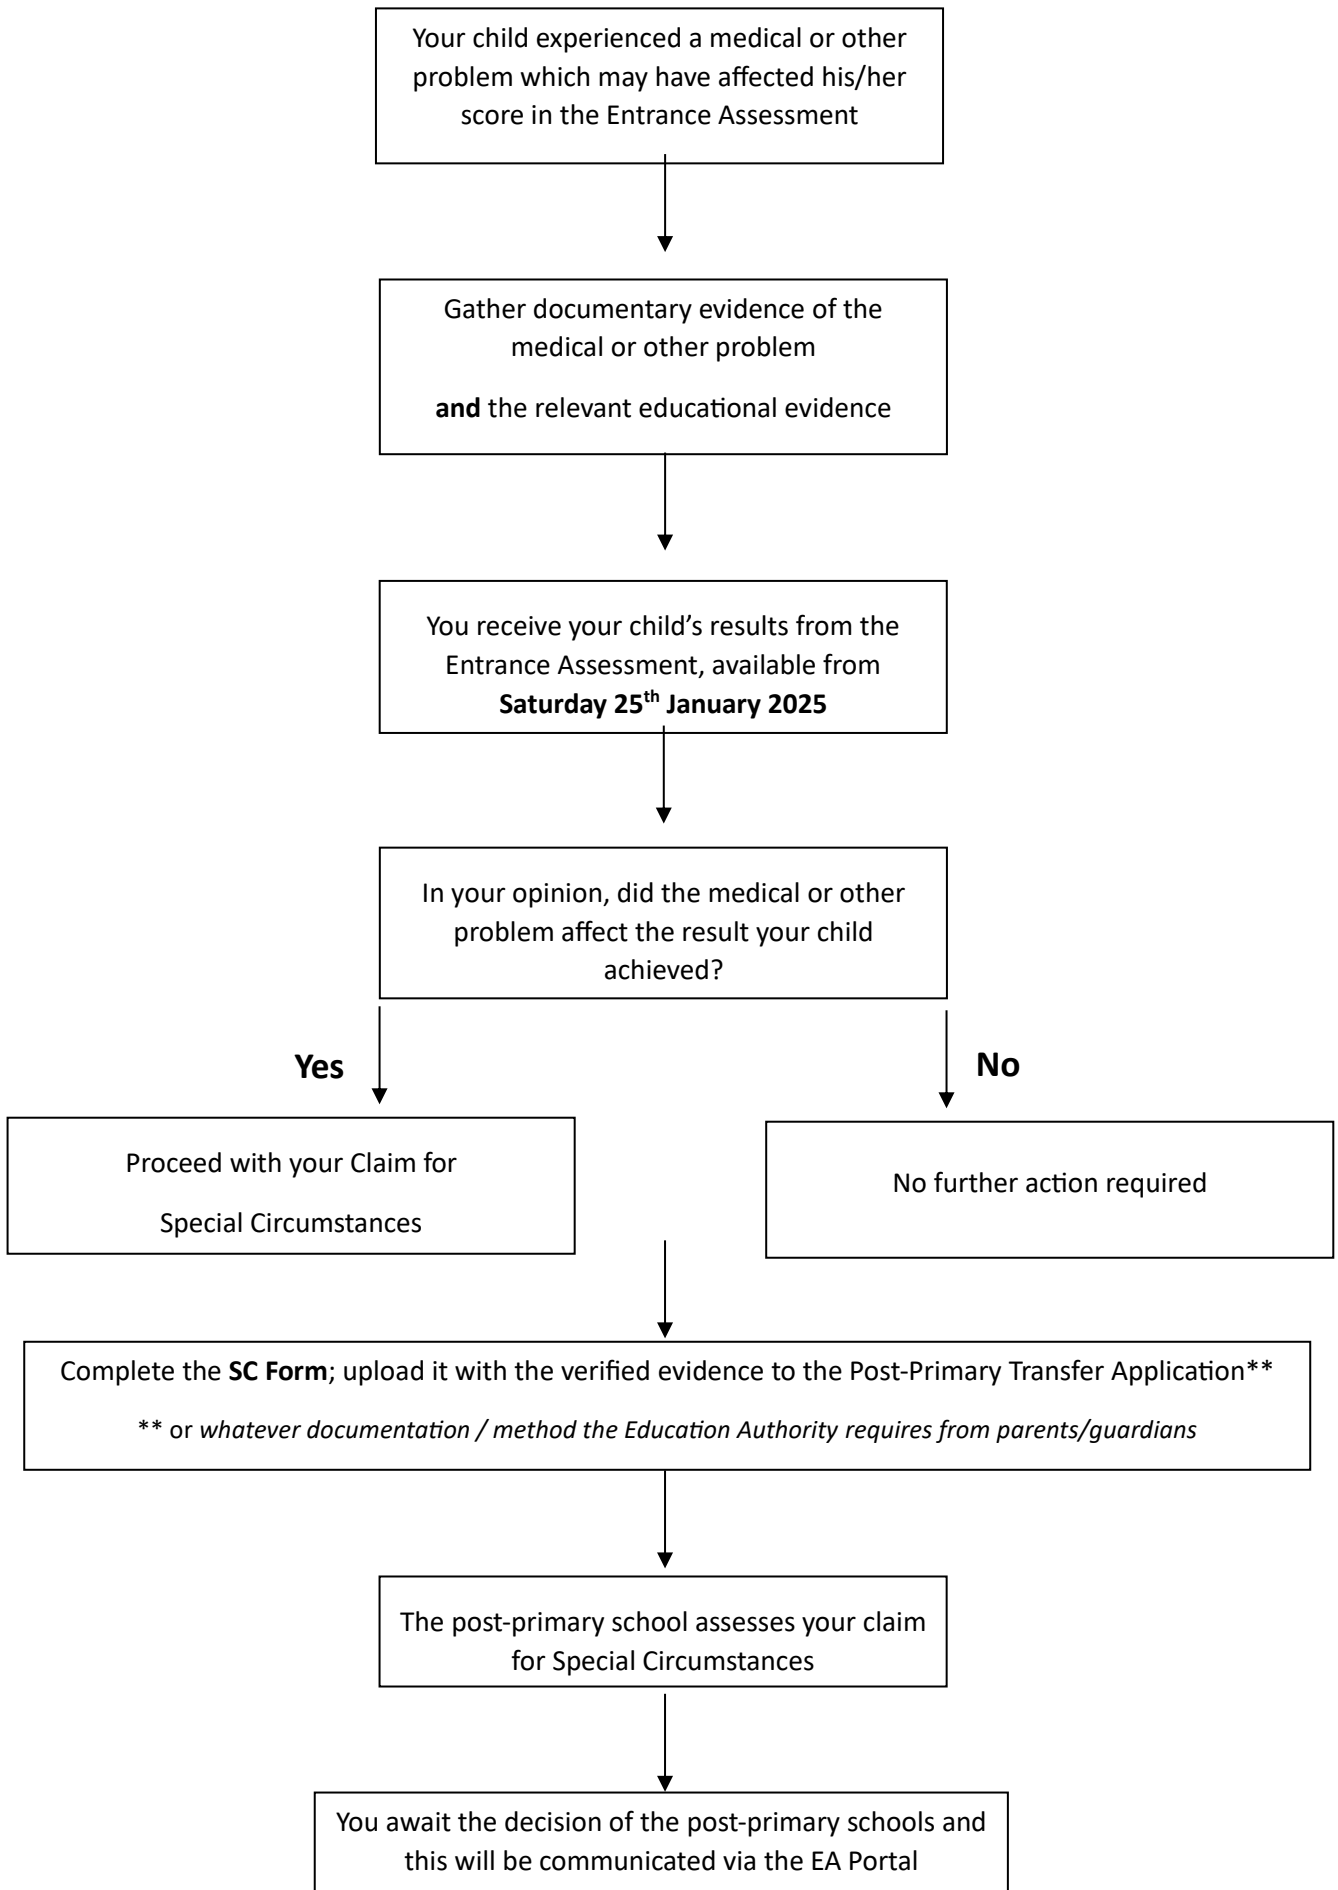 Your child experienced a medical or other
problem which may have affected his/her
score in the Entrance Assessment
Gather documentary evidence of the
medical or other problem
and the relevant educational evidence
You receive your child’s results from the
Entrance Assessment, available from
Saturday 25th January 2025
In your opinion, did the medical or other
problem affect the result your child
achieved?
Yes
No
Proceed with your Claim for
Special Circumstances
No further action required
Complete the SC Form; upload it with the verified evidence to the Post-Primary Transfer Application**
** or whatever documentation / method the Education Authority requires from parents/guardians
The post-primary school assesses your claim
for Special Circumstances
You await the decision of the post-primary schools and
this will be communicated via the EA Portal